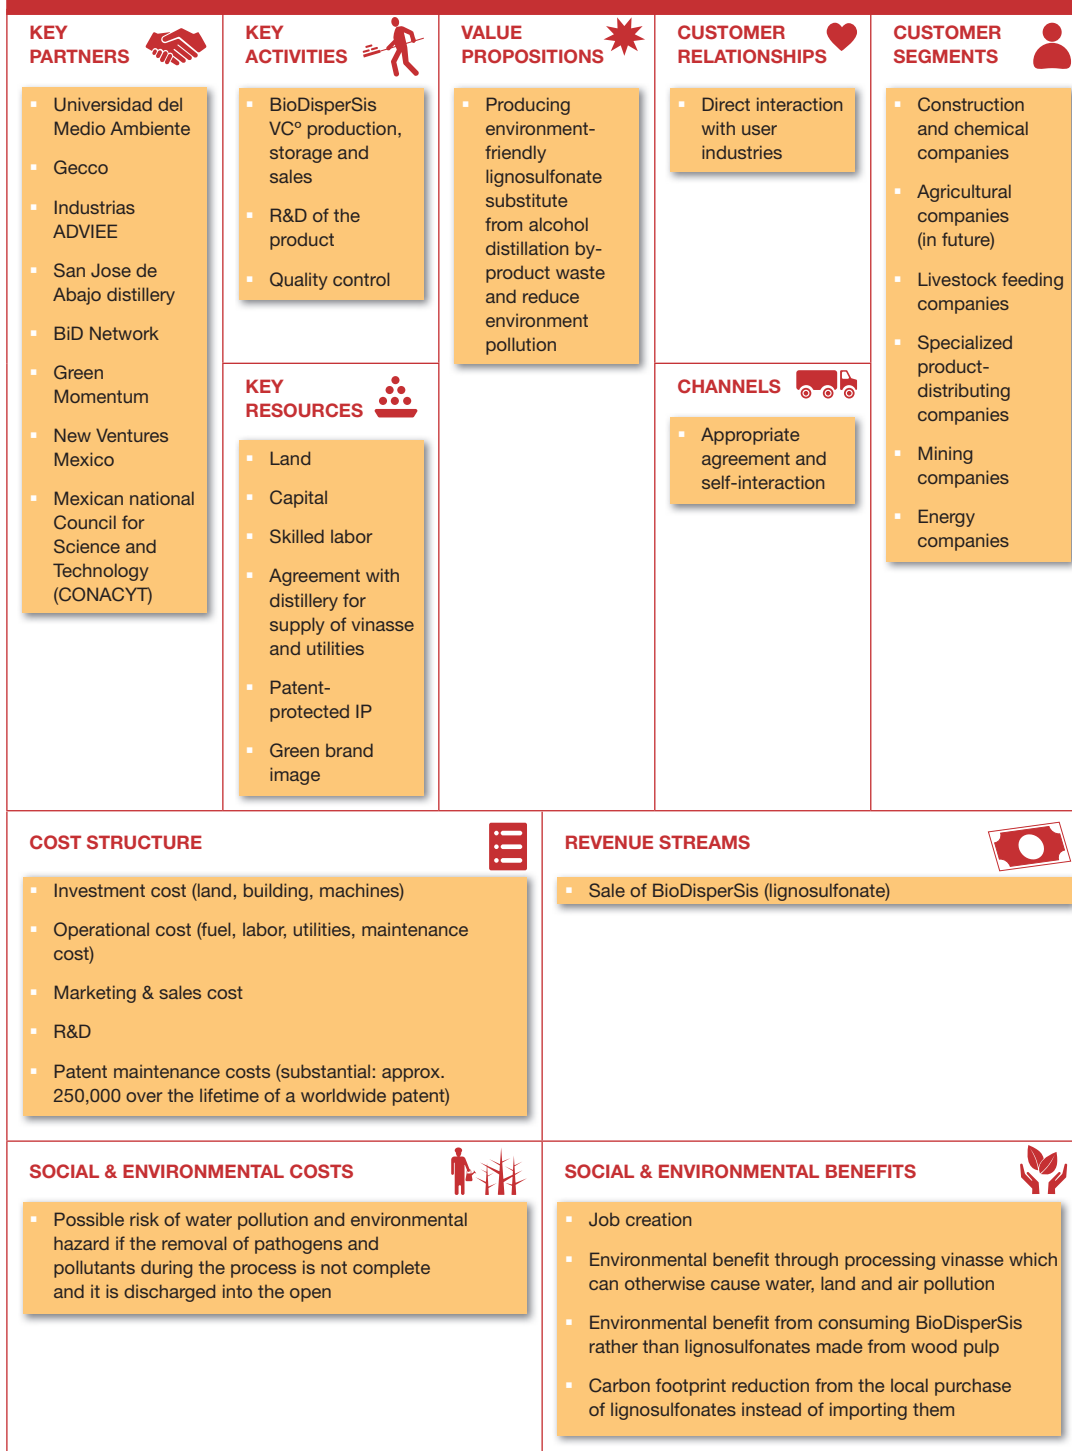 KEY
PARTNERS
Universidad del
Medio Ambiente
Gecco
Industrias
ADVIEE
San Jose de
Abajo distillery
BiD Network
Green
Momentum
New Ventures
Mexico
Mexican national
Council for
Science and
Technology
(CONACYT)
KEY
ACTIVITIES
BioDisperSis
VCº production,
storage and
sales
R&D of the
product
Quality control
KEY
RESOURCES
Land
Capital
Skilled labor
Agreement with
distillery for
supply of vinasse
and utilities
Patent-
protected IP
Green brand
image
VALUE
PROPOSITIONS
Producing
environment-
friendly
lignosulfonate
substitute
from alcohol
distillation by-
product waste
and reduce
environment
pollution
CUSTOMER
RELATIONSHIPS
Direct interaction
with user
industries
CHANNELS
Appropriate
agreement and
self-interaction
CUSTOMER
SEGMENTS
Construction
and chemical
companies
Agricultural
companies
(in future)
Livestock feeding
companies
Specialized
product-
distributing
companies
Mining
companies
Energy
companies
COST STRUCTURE
Investment cost (land, building, machines)
Operational cost (fuel, labor, utilities, maintenance
cost)
Marketing & sales cost
R&D
Patent maintenance costs (substantial: approx.
250,000 over the lifetime of a worldwide patent)
REVENUE STREAMS
Sale of BioDisperSis (lignosulfonate)
SOCIAL & ENVIRONMENTAL COSTS
Possible risk of water pollution and environmental
hazard if the removal of pathogens and
pollutants during the process is not complete
and it is discharged into the open
SOCIAL & ENVIRONMENTAL BENEFITS
Job creation
Environmental benefit through processing vinasse which
can otherwise cause water, land and air pollution
Environmental benefit from consuming BioDisperSis
rather than lignosulfonates made from wood pulp
Carbon footprint reduction from the local purchase
of lignosulfonates instead of importing them